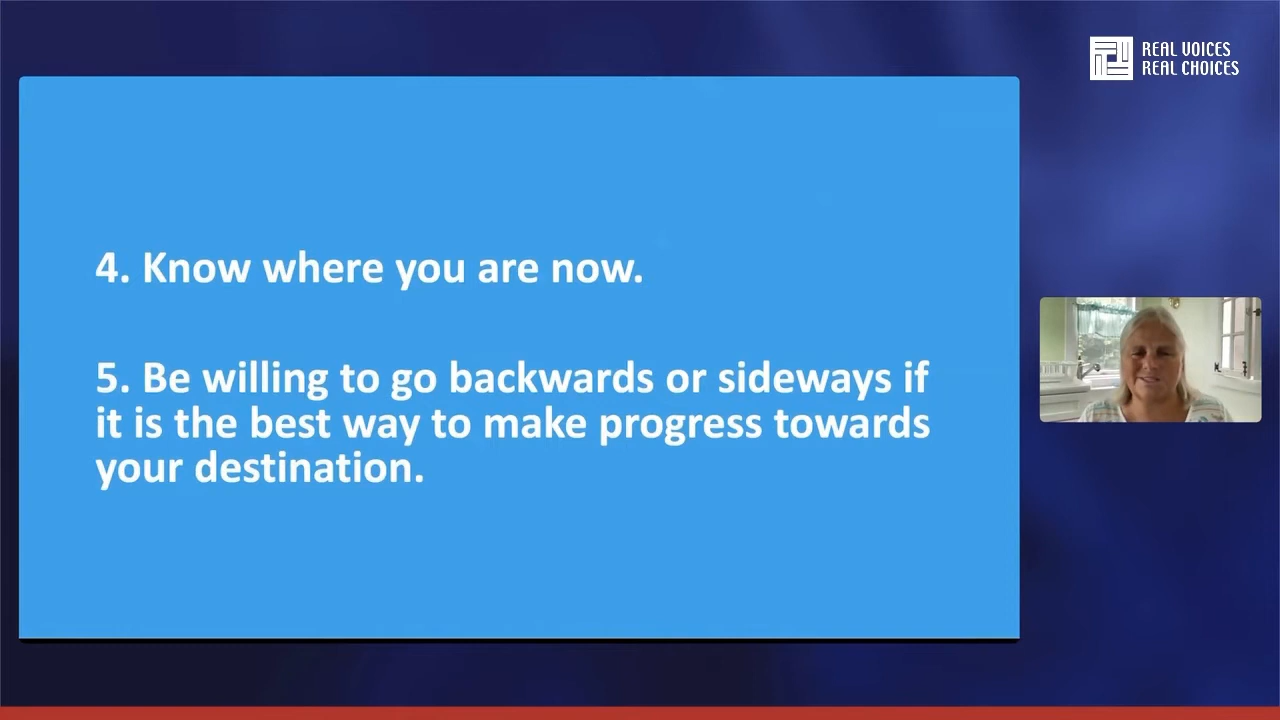 REAL VOICES
REAL CHOICES
4. Know where you are now.
5. Be willing to go backwards or sideways if
it is the best way to make progress towards
your destination.